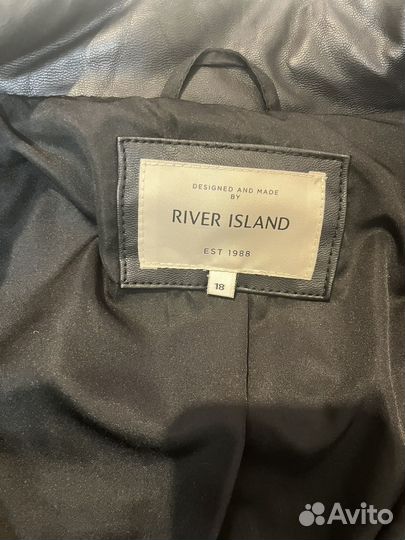 DESIGNED AND MADE
BY
RIVER ISLAND
EST 1988
18
Avito